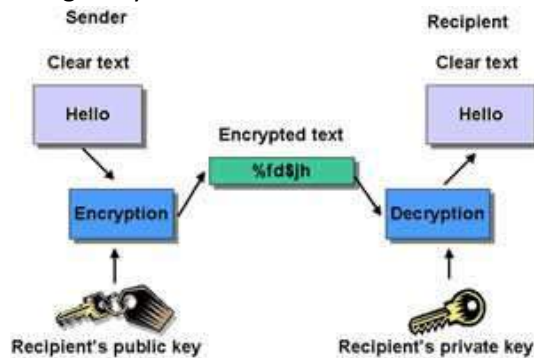 Sender
Recipient
Clear text
Clear text
Hello
Hello
Encrypted text
%fd$jh
Encryption
Decryption
Recipient's public key
Recipient's private key